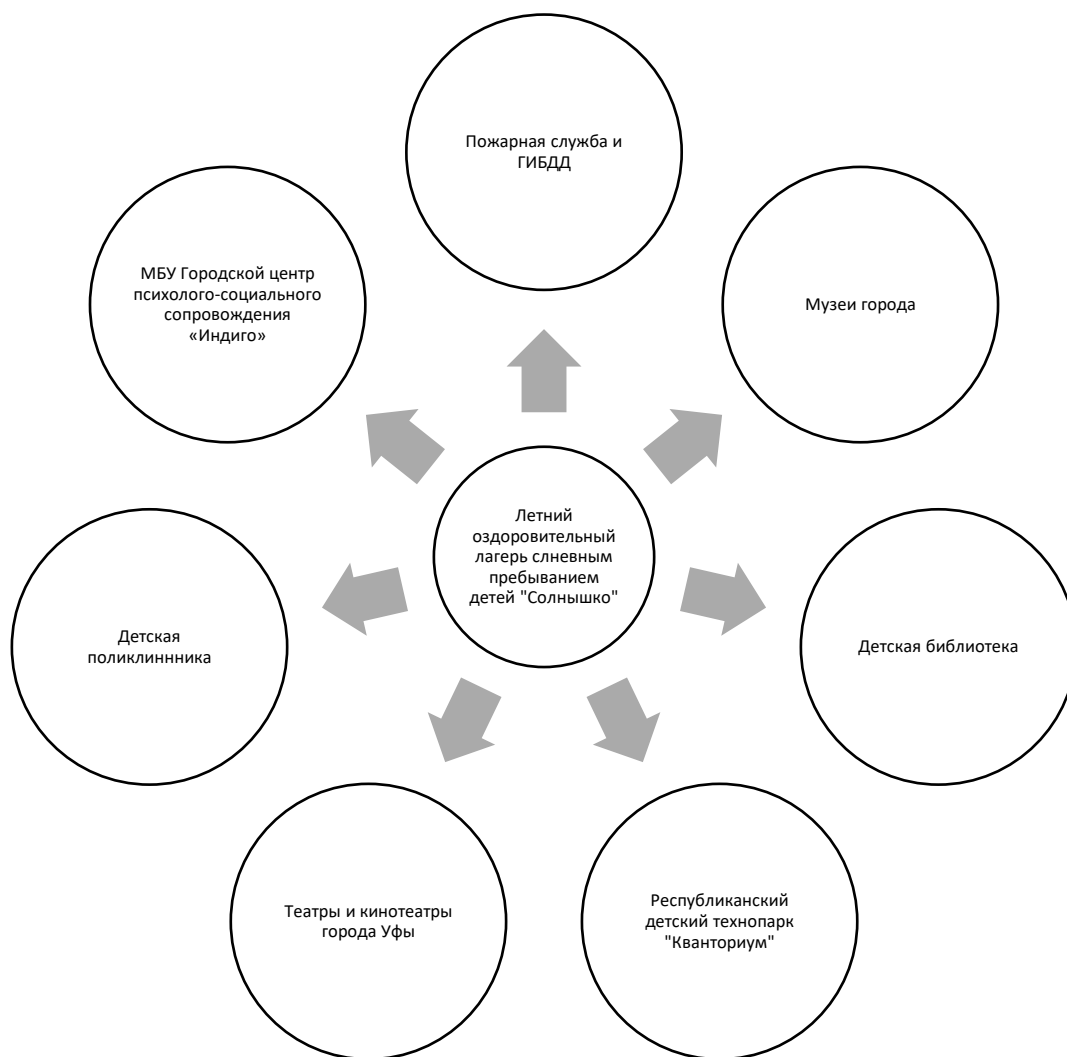 Пожарная служба и
ГИБДД
МБУ Городской центр
психолого-социального
сопровождения
«Индиго»
Музеи города
Летний
оздоровительный
лагерь слневным
пребыванием
детей "Солнышко"
Детская
поликлиннника
Детская библиотека
Театры и кинотеатры
города Уфы
Республиканский
детский технопарк
"Кванториум"